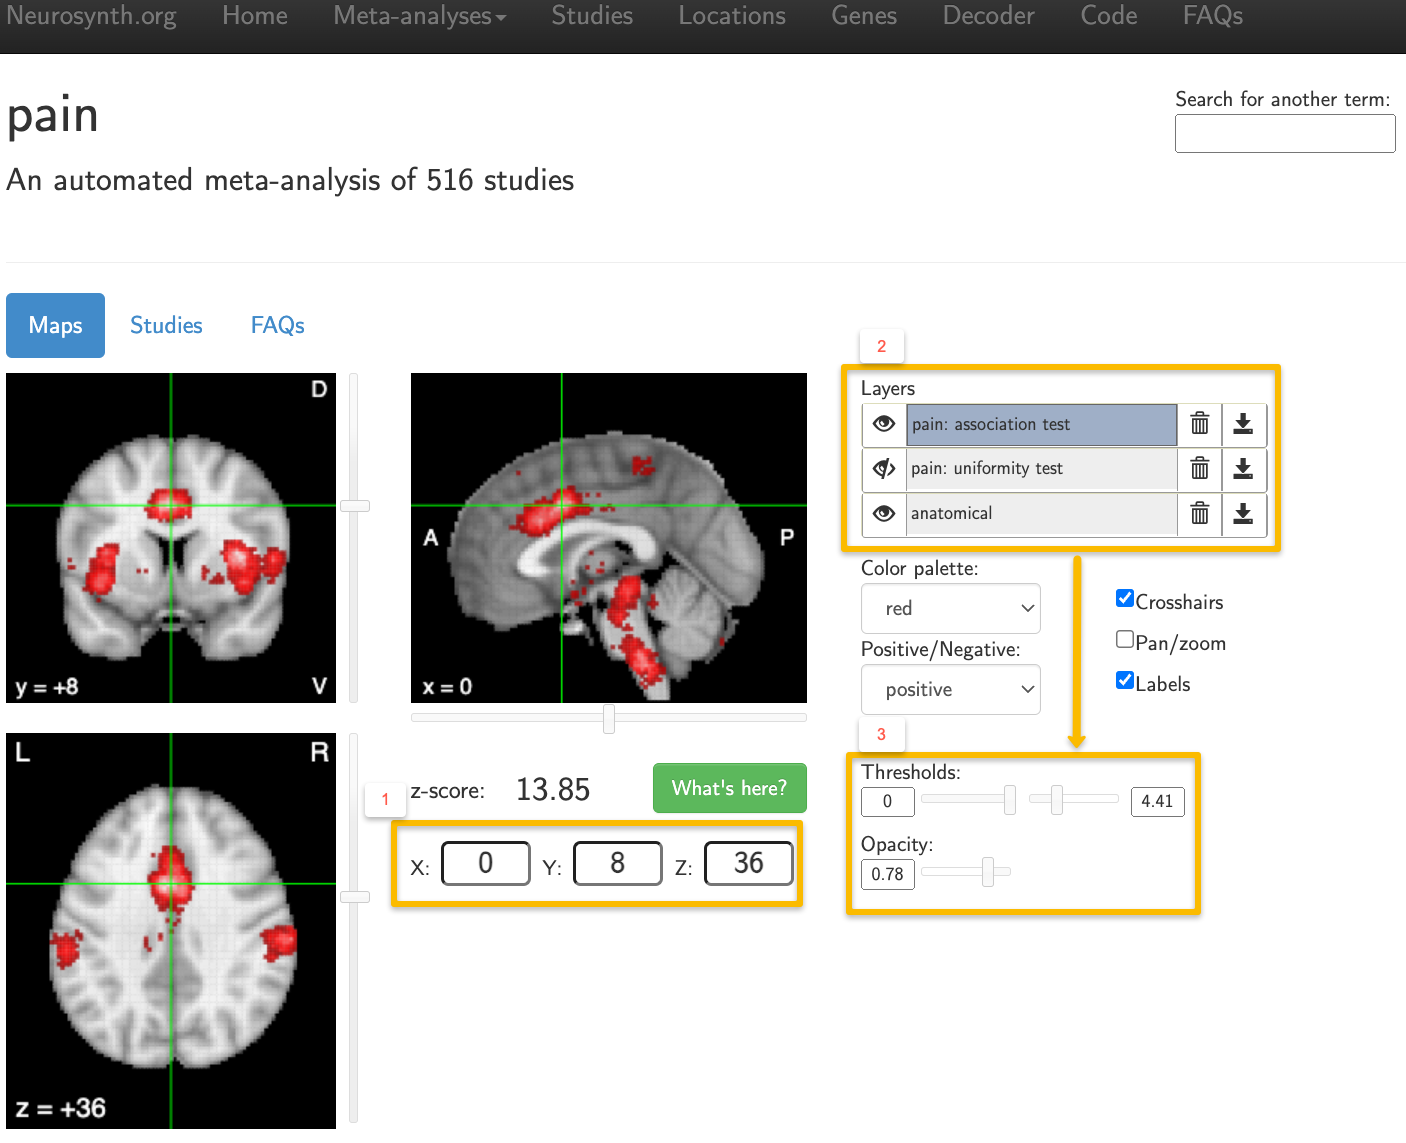 Neurosynth.org Home Meta-analyses Studies Locations Genes Decoder Code FAQs
pain
Search for another term:
An automated meta-analysis of 516 studies
Maps Studies FAQs
D
y = +8
V
A
P
x = 0
L
R
z = +36
1
z-score: 13.85
What's here?
X: 0 Y: 8 Z: 36
2
Layers
pain: association test
pain: uniformity test
anatomical
Color palette:
red
Positive/Negative:
positive
Crosshairs
Pan/zoom
Labels
3
Thresholds:
0 4.41
Opacity:
0.78